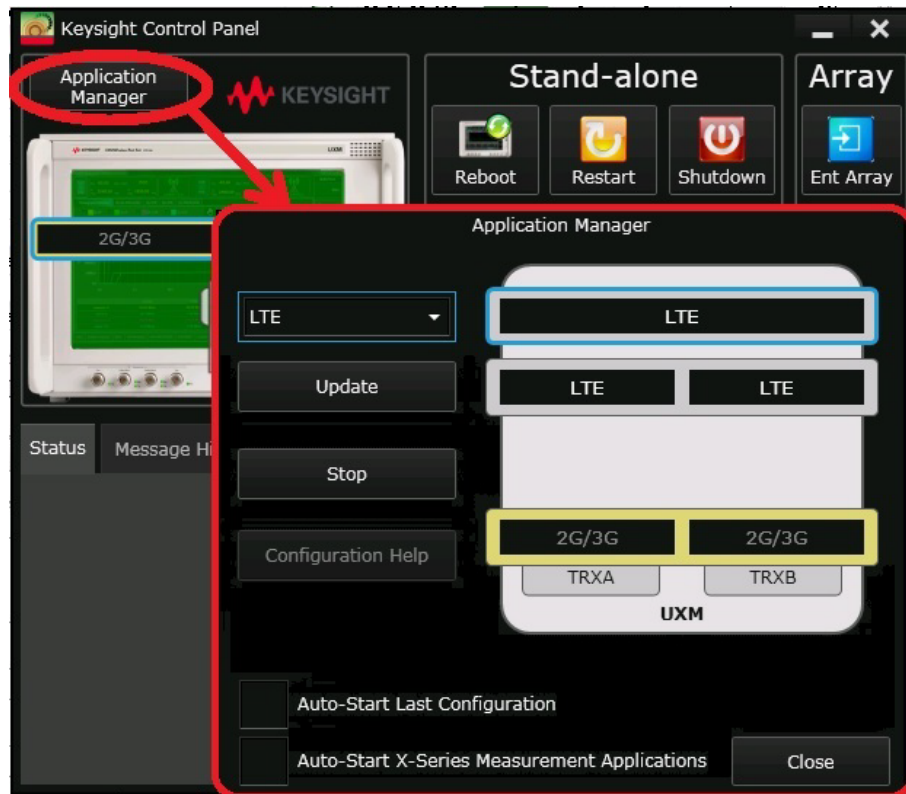 Keysight Control Panel
Application
Manager
KEYSIGHT
Stand-alone
Array
Reboot
Restart
Shutdown
Ent Array
UXM
2G/3G
Status
Message Hi
Application Manager
LTE
LTE
Update
LTE
LTE
Stop
Configuration Help
2G/3G
2G/3G
TRXA
TRXB
UXM
Auto-Start Last Configuration
Auto-Start X-Series Measurement Applications
Close